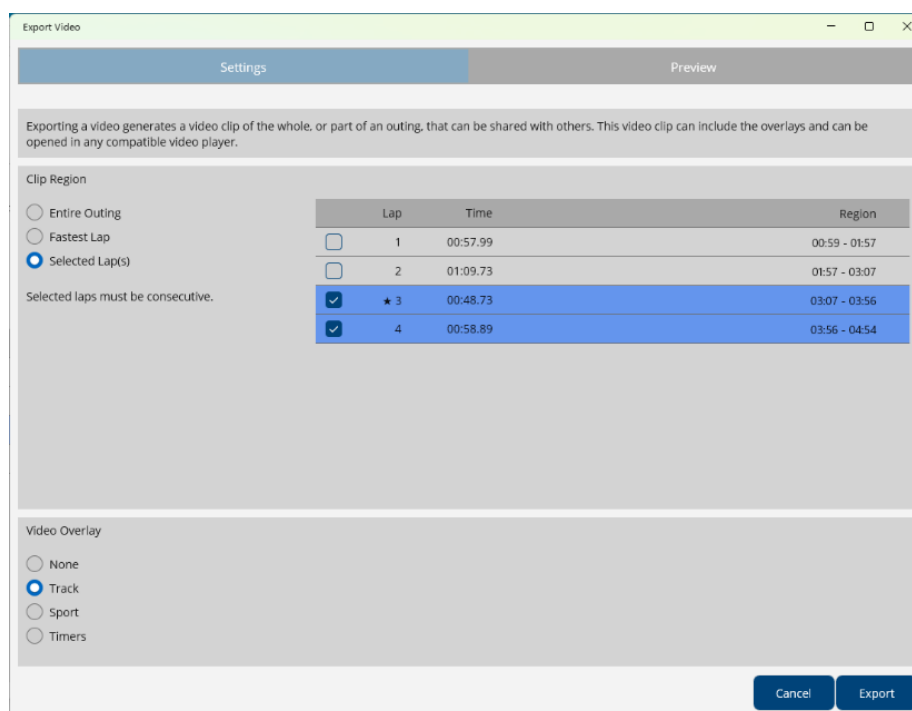 Export Video
Settings
Preview
Exporting a video generates a video clip of the whole, or part of an outing, that can be shared with others. This video clip can include the overlays and can be
opened in any compatible video player.
Clip Region
Entire Outing
Fastest Lap
Selected Lap(s)
Selected laps must be consecutive.
Lap Time Region
1 00:57.99 00:59 - 01:57
2 01:09.73 01:57 - 03:07
★ 3 00:48.73 03:07 - 03:56
4 00:58.89 03:56 - 04:54
Video Overlay
None
Track
Sport
Timers
Cancel
Export